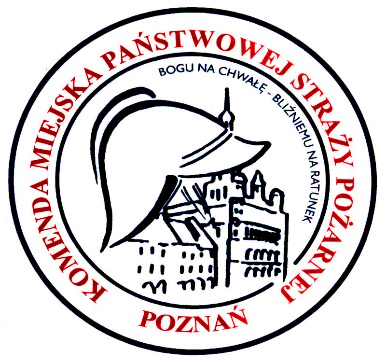 KOMENDA MIEJSKA PAŃSTWOWEJ STRAŻY POŻARNEJ
BOGU NA CHWAŁĘ - BLIŹNIEMU NA RATUNEK
POZNAŃ